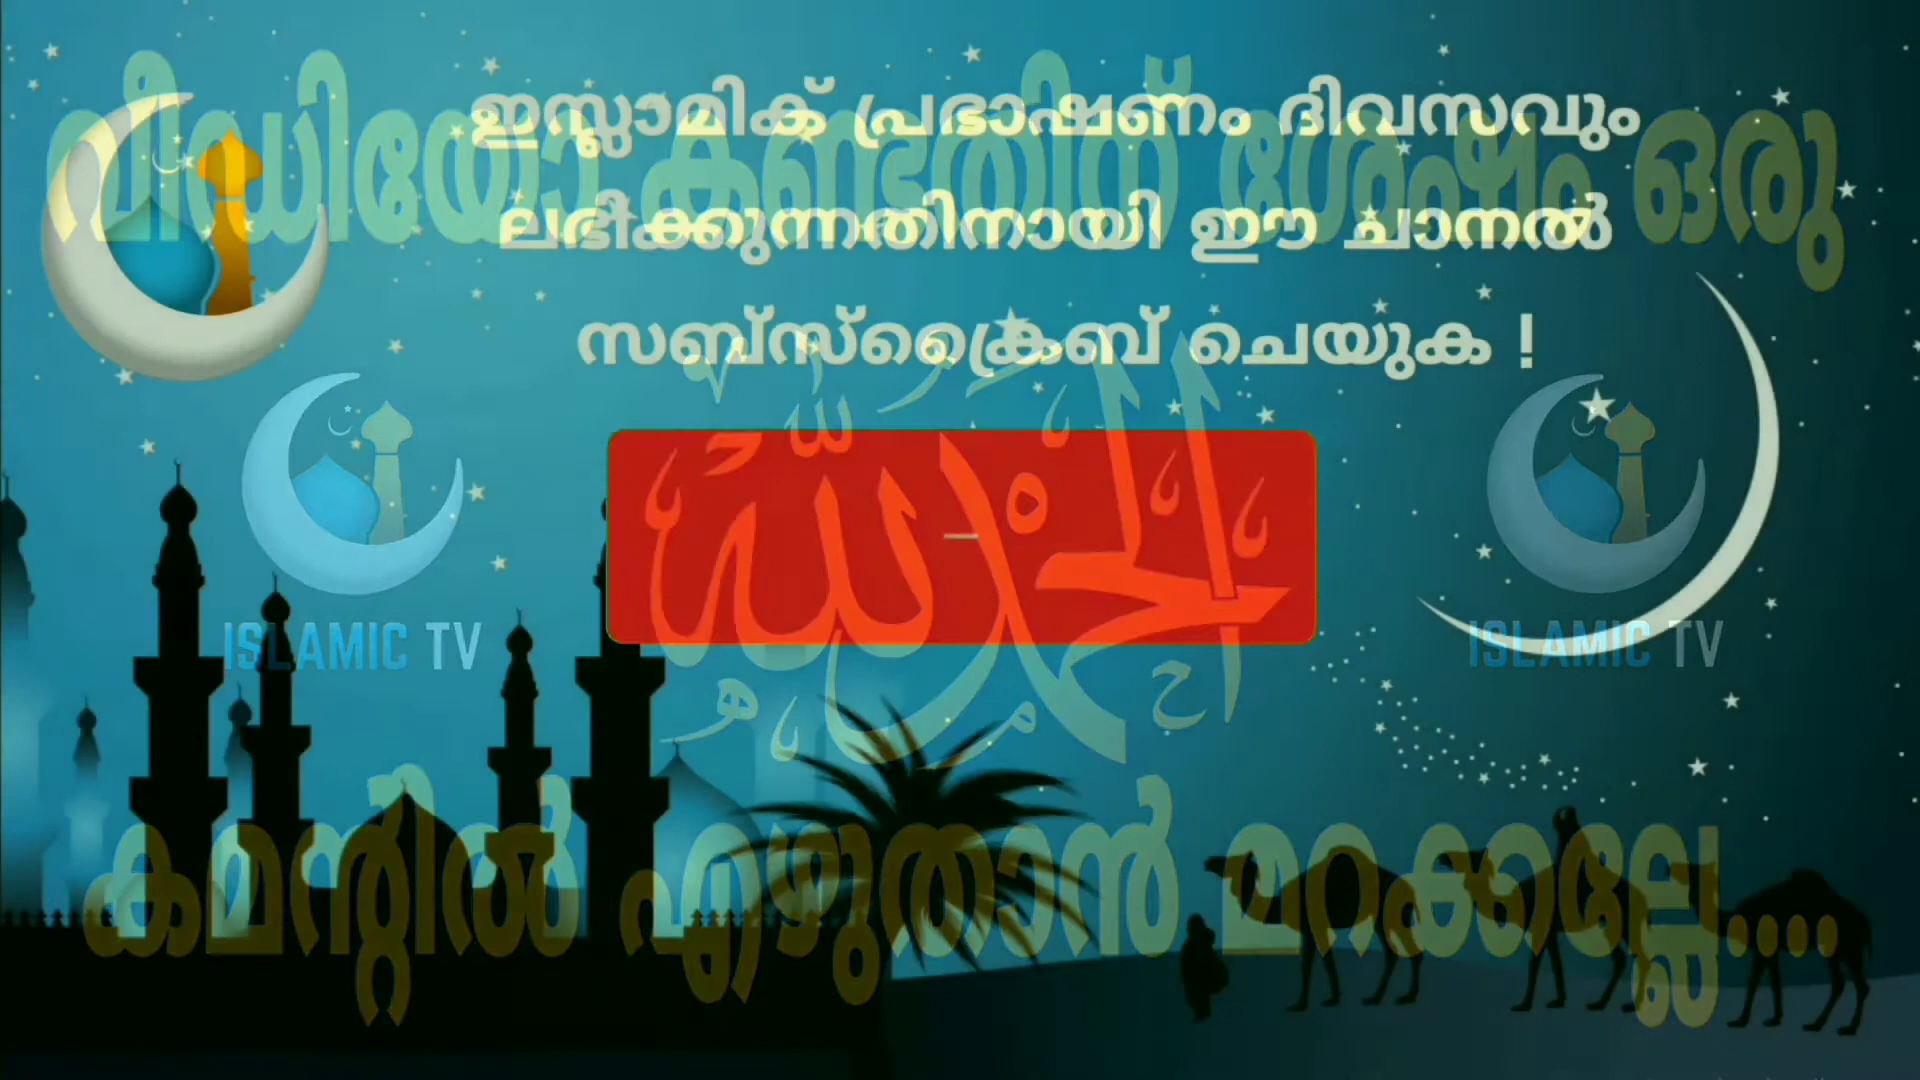 വീഡിയോ കണ്ടതിന് ശേഷം ഒരു
ഇസ്ലാമിക് പ്രഭാഷണം ദിവസവും
ലഭിക്കുന്നതിനായി ഈ ചാനൽ
സബ്സ്ക്രൈബ് ചെയുക !
الحمد لله
ISLAMIC TV
ISLAMIC TV
കമന്റിൽ എഴുതാൻ മറക്കല്ലേ....